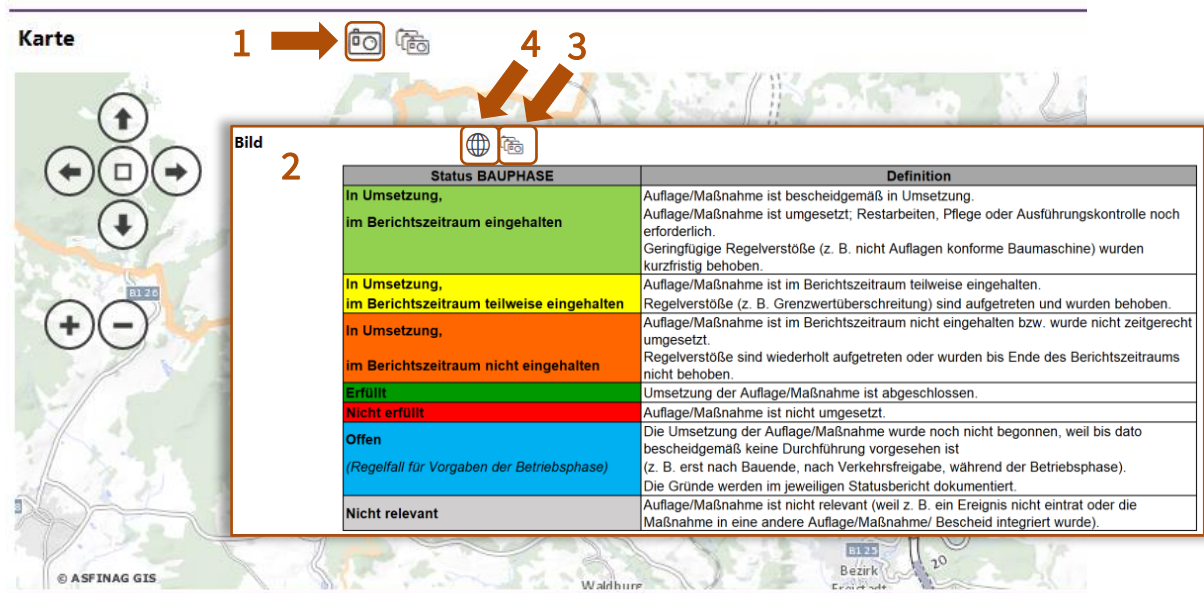 Karte
1
4
3
Bild
2
Status BAUPHASE
Definition
In Umsetzung,
im Berichtszeitraum eingehalten
Auflage/Maßnahme ist bescheidgemäß in Umsetzung.
Auflage/Maßnahme ist umgesetzt; Restarbeiten, Pflege oder Ausführungskontrolle noch
erforderlich.
Geringfügige Regelverstöße (z. B. nicht Auflagen konforme Baumaschine) wurden
kurzfristig behoben.
In Umsetzung,
im Berichtszeitraum teilweise eingehalten
Auflage/Maßnahme ist im Berichtszeitraum teilweise eingehalten.
Regelverstöße (z. B. Grenzwertüberschreitung) sind aufgetreten und wurden behoben.
In Umsetzung,
im Berichtszeitraum nicht eingehalten
Auflage/Maßnahme ist im Berichtszeitraum nicht eingehalten bzw. wurde nicht zeitgerecht
umgesetzt.
Regelverstöße sind wiederholt aufgetreten oder wurden bis Ende des Berichtszeitraums
nicht behoben.
Erfüllt
Umsetzung der Auflage/Maßnahme ist abgeschlossen.
Nicht erfüllt
Auflage/Maßnahme ist nicht umgesetzt.
Offen
(Regelfall für Vorgaben der Betriebsphase)
Die Umsetzung der Auflage/Maßnahme wurde noch nicht begonnen, weil bis dato
bescheidgemäß keine Durchführung vorgesehen ist
(z. B. erst nach Bauende, nach Verkehrsfreigabe, während der Betriebsphase).
Die Gründe werden im jeweiligen Statusbericht dokumentiert.
Nicht relevant
Auflage/Maßnahme ist nicht relevant (weil z. B. ein Ereignis nicht eintrat oder die
Maßnahme in eine andere Auflage/Maßnahme/ Bescheid integriert wurde).
B126
B125
20
Bezirk
© ASFINAG GIS
Waldburg